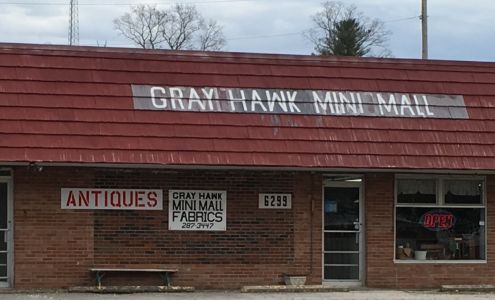 GRAY HAWK MINI MALL
ANTIQUES
GRAY HAWK
MINI MALL
FABRICS
287-3447
6299
OPEN